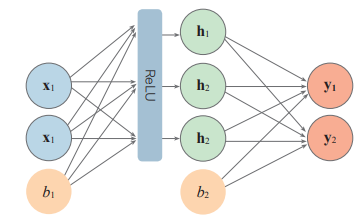 x₁
x₁
b₁
ReLU
h₁
h₂
h₂
b₂
y₁
y₂